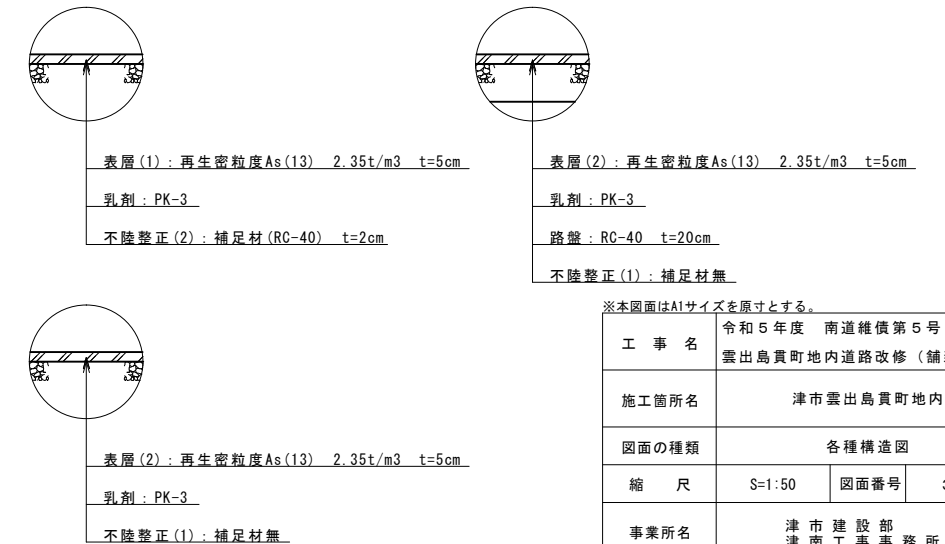 表層(1)：再生密粒度As(13)　2.35t/m3　t=5cm
乳剤：PK-3
不陸整正(2)：補足材(RC-40)　t=2cm
表層(2)：再生密粒度As(13)　2.35t/m3　t=5cm
乳剤：PK-3
路盤：RC-40　t=20cm
不陸整正(1)：補足材無
表層(2)：再生密粒度As(13)　2.35t/m3　t=5cm
乳剤：PK-3
不陸整正(1)：補足材無
※本図面はA1サイズを原寸とする。
工　事　名　令和５年度　南道維債第５号
雲出島貫町地内道路改修（舗
施工箇所名　津市雲出島貫町地内
図面の種類　各種構造図
縮　尺　S=1:50　図面番号
事業所名　津市建設部
津南工事事務所